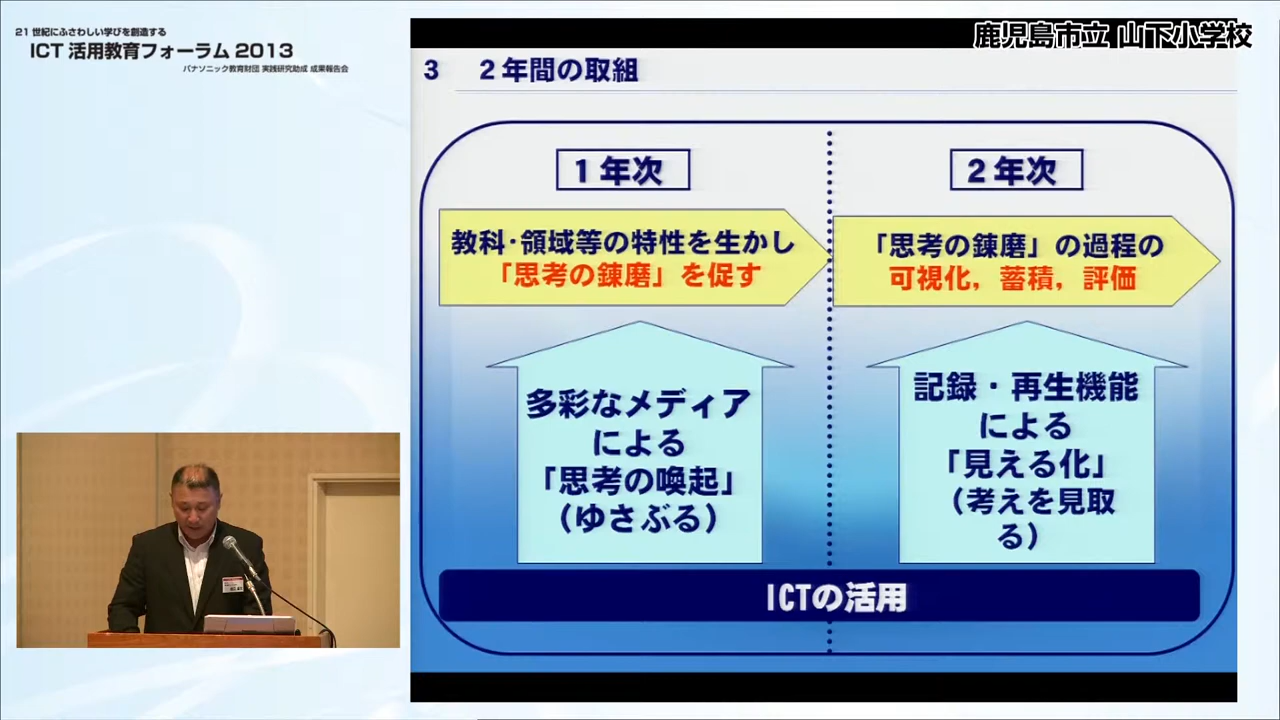 21世紀にふさわしい学びを創造する
ICT 活用教育フォーラム 2013
パナソニック教育財団 実践研究助成 成果報告会
鹿児島市立 山下小学校
3 2年間の取組
1年次
教科・領域等の特性を生かし
「思考の錬磨」を促す
多彩なメディア
による
「思考の喚起」
（ゆさぶる）
2年次
「思考の錬磨」の過程の
可視化，蓄積，評価
記録・再生機能
による
「見える化」
（考えを見取
る）
ICTの活用